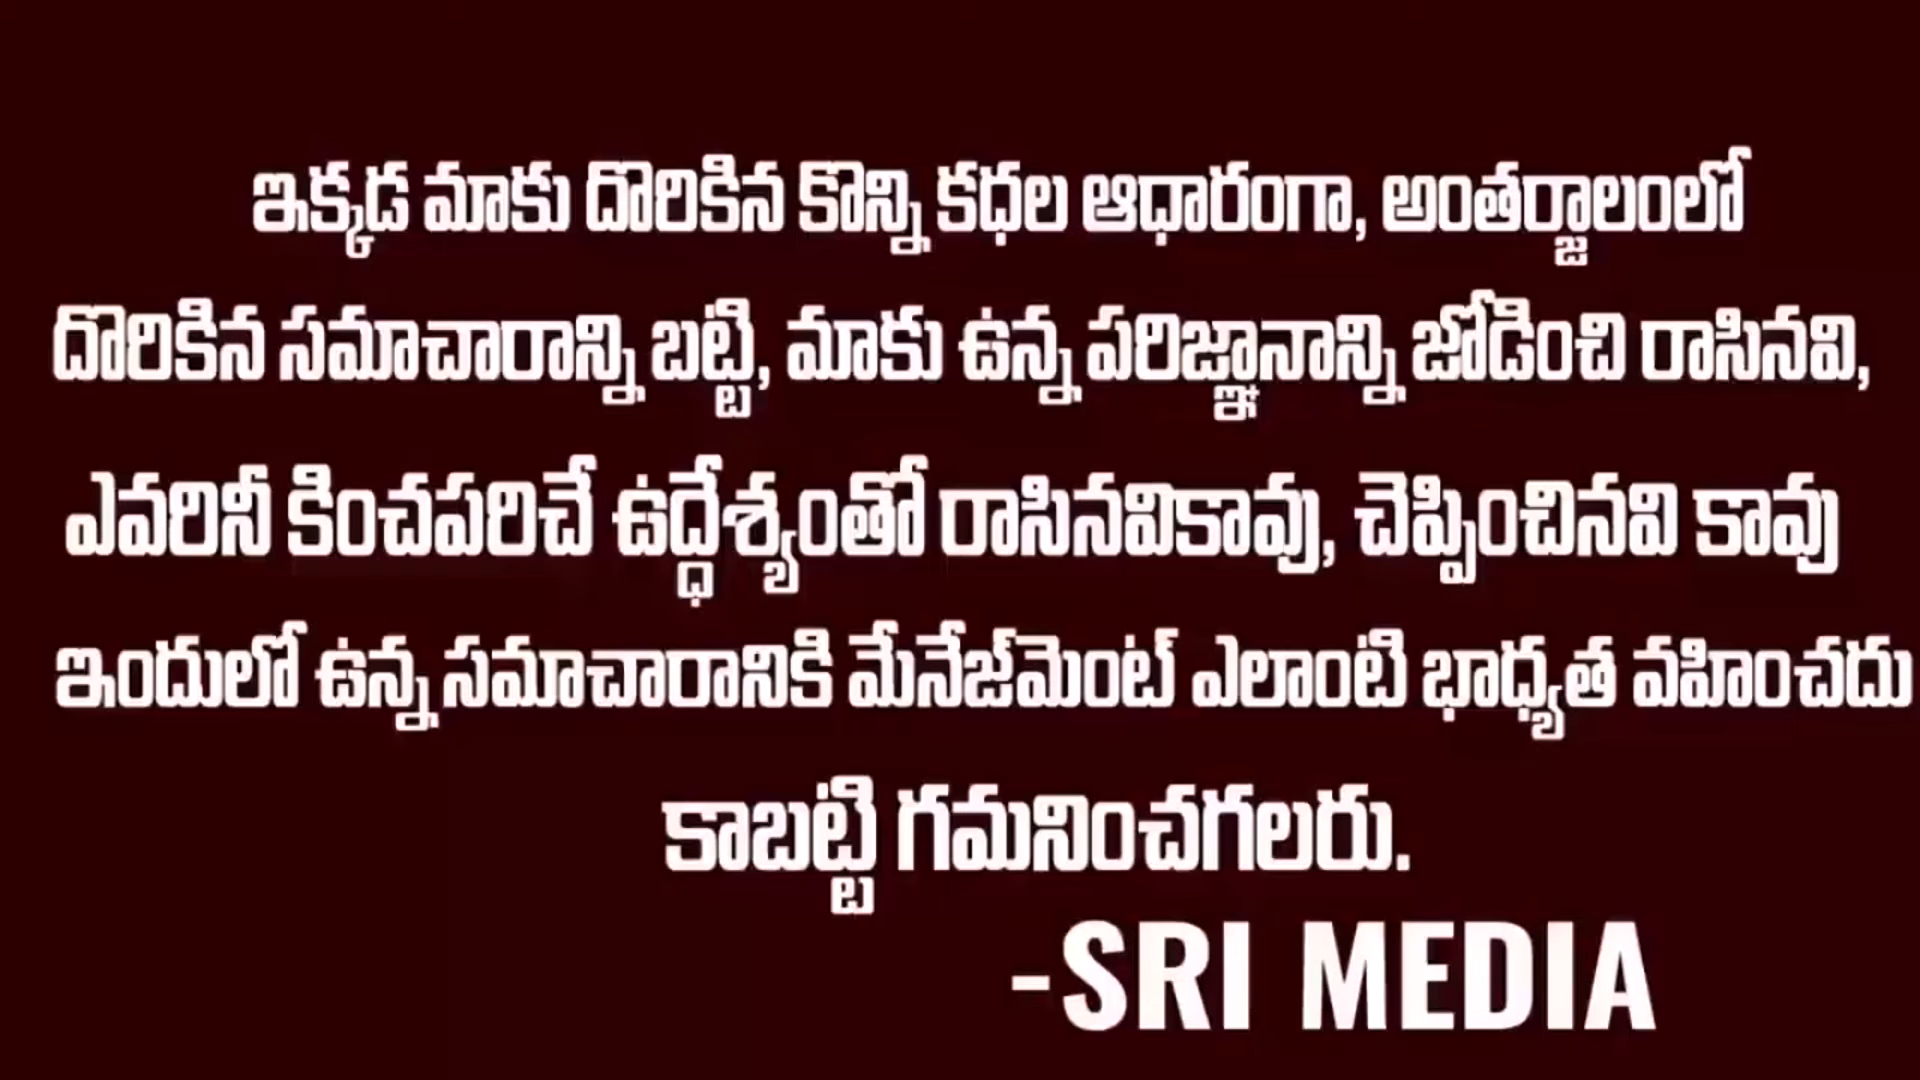 ఇక్కడ మాకు దొరికిన కొన్ని కధల ఆధారంగా, అంతర్జాలంలో
దొరికిన సమాచారాన్ని బట్టి, మాకు ఉన్న పరిజ్ఞానాన్ని జోడించి రాసినవి,
ఎవరినీ కించపరిచే ఉద్ధేశ్యంతో రాసినవికావు, చెప్పించినవి కావు
ఇందులో ఉన్న సమాచారానికి మేనేజ్‌మెంట్ ఎలాంటి భాధ్యత వహించదు
కాబట్టి గమనించగలరు.
-SRI MEDIA